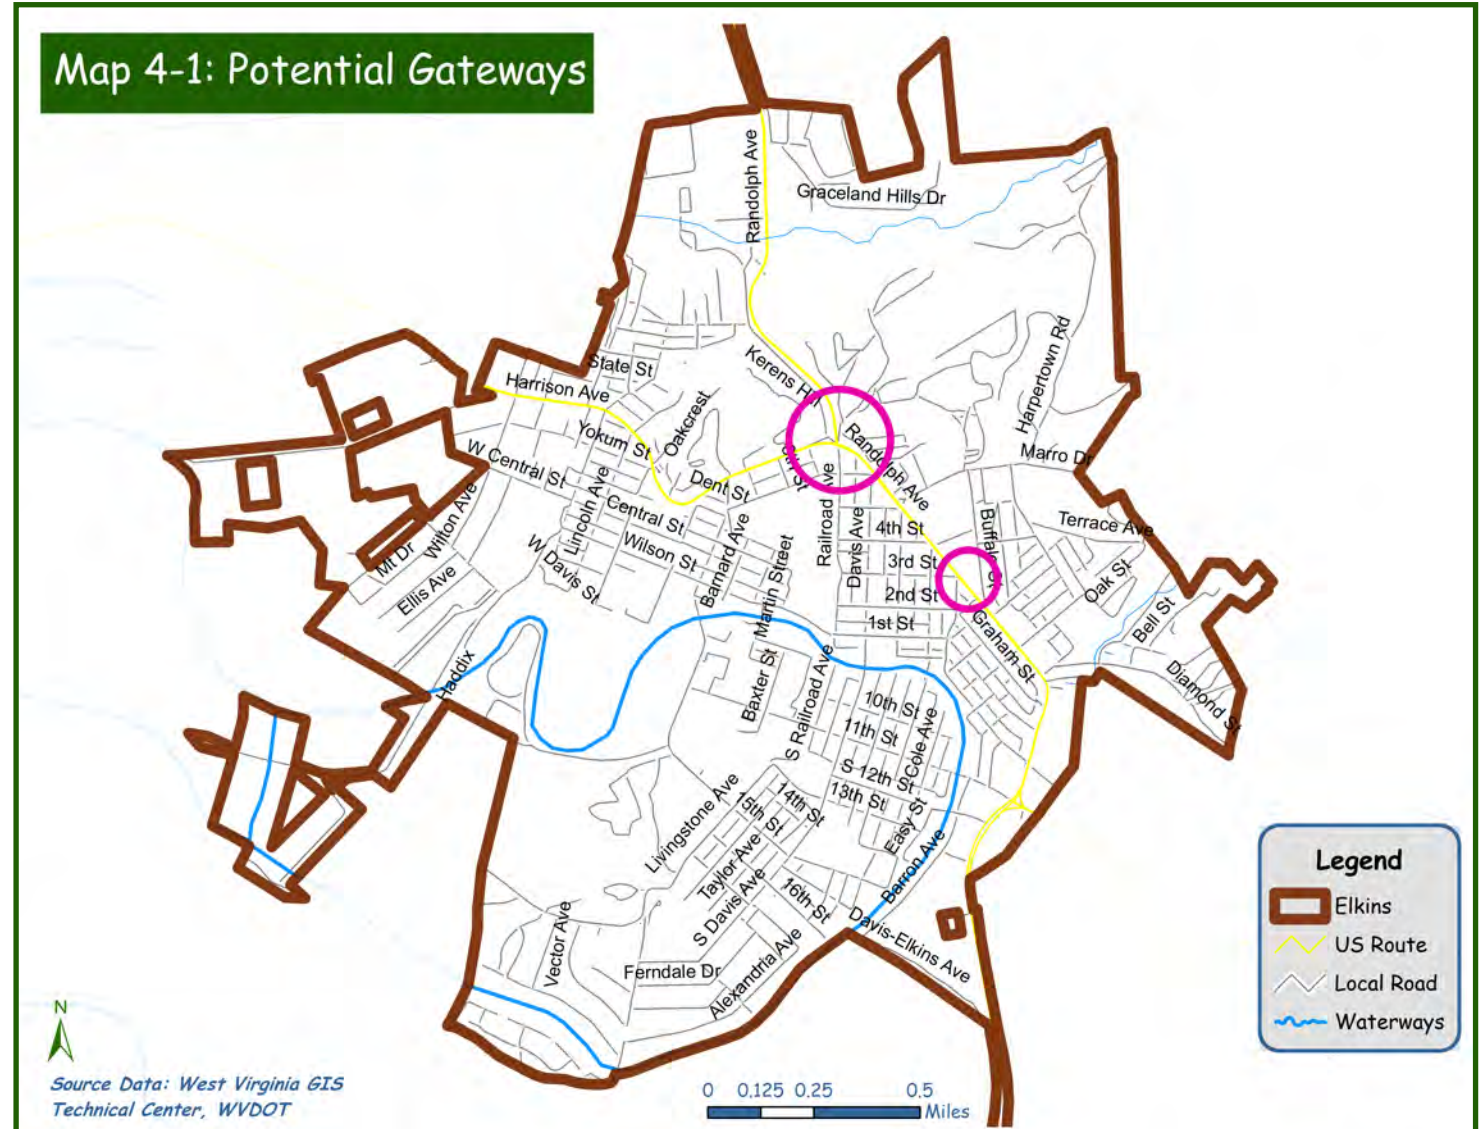 Map 4-1: Potential Gateways
Randolph Ave
Graceland Hills Dr
Harpertown Rd
Kerens Hill
State St
Harrison Ave
Oakcrest
Yokum St
Randolph Ave
Marro Dr
W Central St
Dent St
Railroad Ave
Lincoln Ave
Central St
Wilton Ave
Buffalo St
Terrace Ave
4th St
Davis Ave
Wilson St
Barnard Ave
Martin Street
3rd St
Mt Dr
W Davis St
Ellis Ave
2nd St
Oak St
1st St
Bell St
Graham St
Haddix
Baxter St
S Railroad Ave
Diamond St
10th St
11th St
Cole Ave
S 12th St
13th St
14th St
15th St
Livingstone Ave
Easy St
Taylor Ave
Barron Ave
16th St
S Davis Ave
Davis-Elkins Ave
Vector Ave
Ferndale Dr
Alexandria Ave
Legend
Elkins
US Route
Local Road
Waterways
N
Source Data: West Virginia GIS
Technical Center, WVDOT
0 0.125 0.25 0.5
Miles